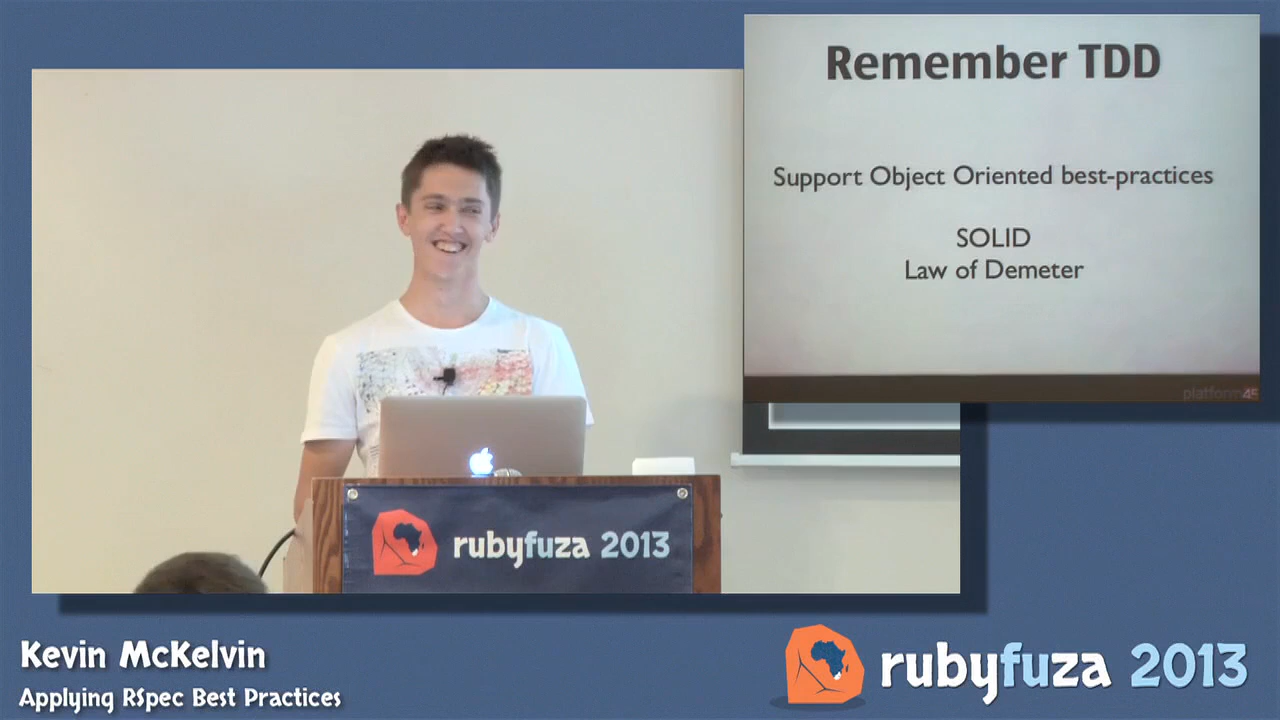 Remember TDD
Support Object Oriented best-practices
SOLID
Law of Demeter
platform45
rubyfuza 2013
Kevin McKelvin
Applying RSpec Best Practices
rubyfuza 2013